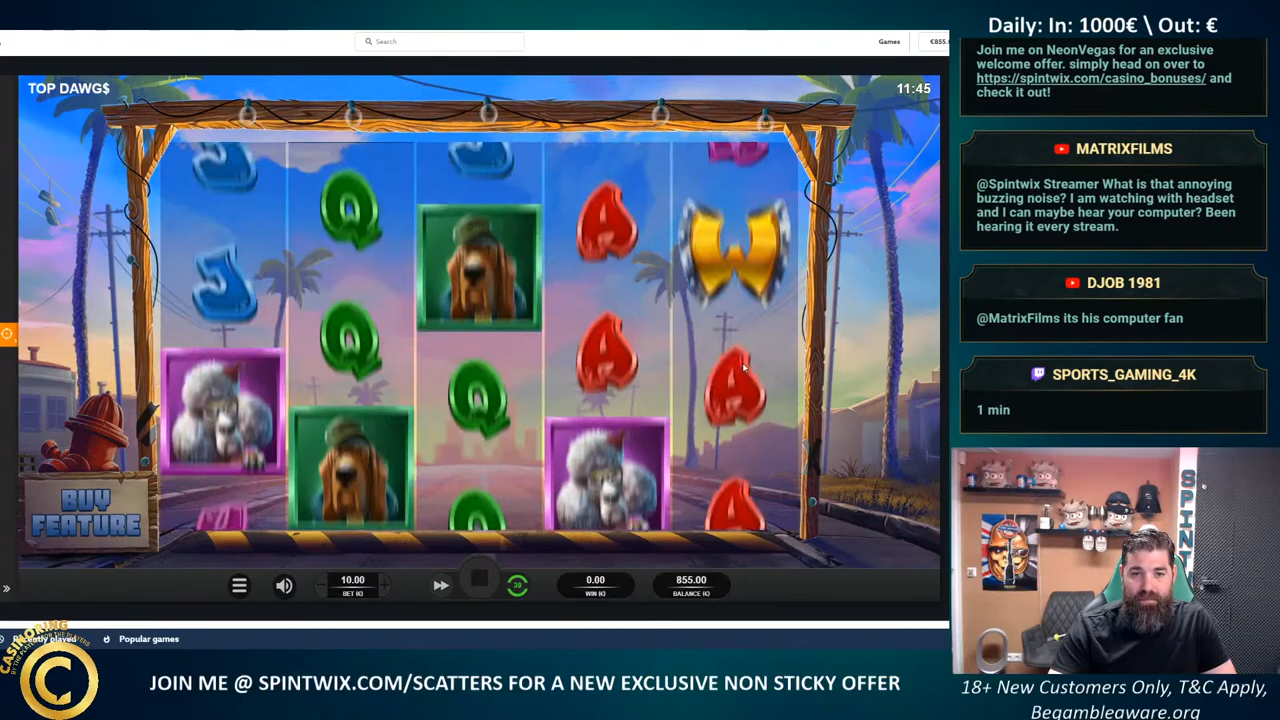 Daily: In: 1000€ \ Out: €
Search
Games
€855.
TOP DAWG$
11:45
Join me on NeonVegas for an exclusive
welcome offer. simply head on over to
https://spintwix.com/casino_bonuses/ and
check it out!
MATRIXFILMS
@Spintwix Streamer What is that annoying
buzzing noise? I am watching with headset
and I can maybe hear your computer? Been
hearing it every stream.
DJOB 1981
@MatrixFilms its his computer fan
SPORTS_GAMING_4K
1 min
J
J
Q
Q
Q
Q
A
A
W
A
A
BUY
FEATURE
10.00
BET (€)
30
0.00
WIN (€)
855.00
BALANCE (€)
SPINT
played
Popular games
CASINORING
C
JOIN ME @ SPINTWIX.COM/SCATTERS FOR A NEW EXCLUSIVE NON STICKY OFFER
18+ New Customers Only, T&C Apply,
Begambleaware.org